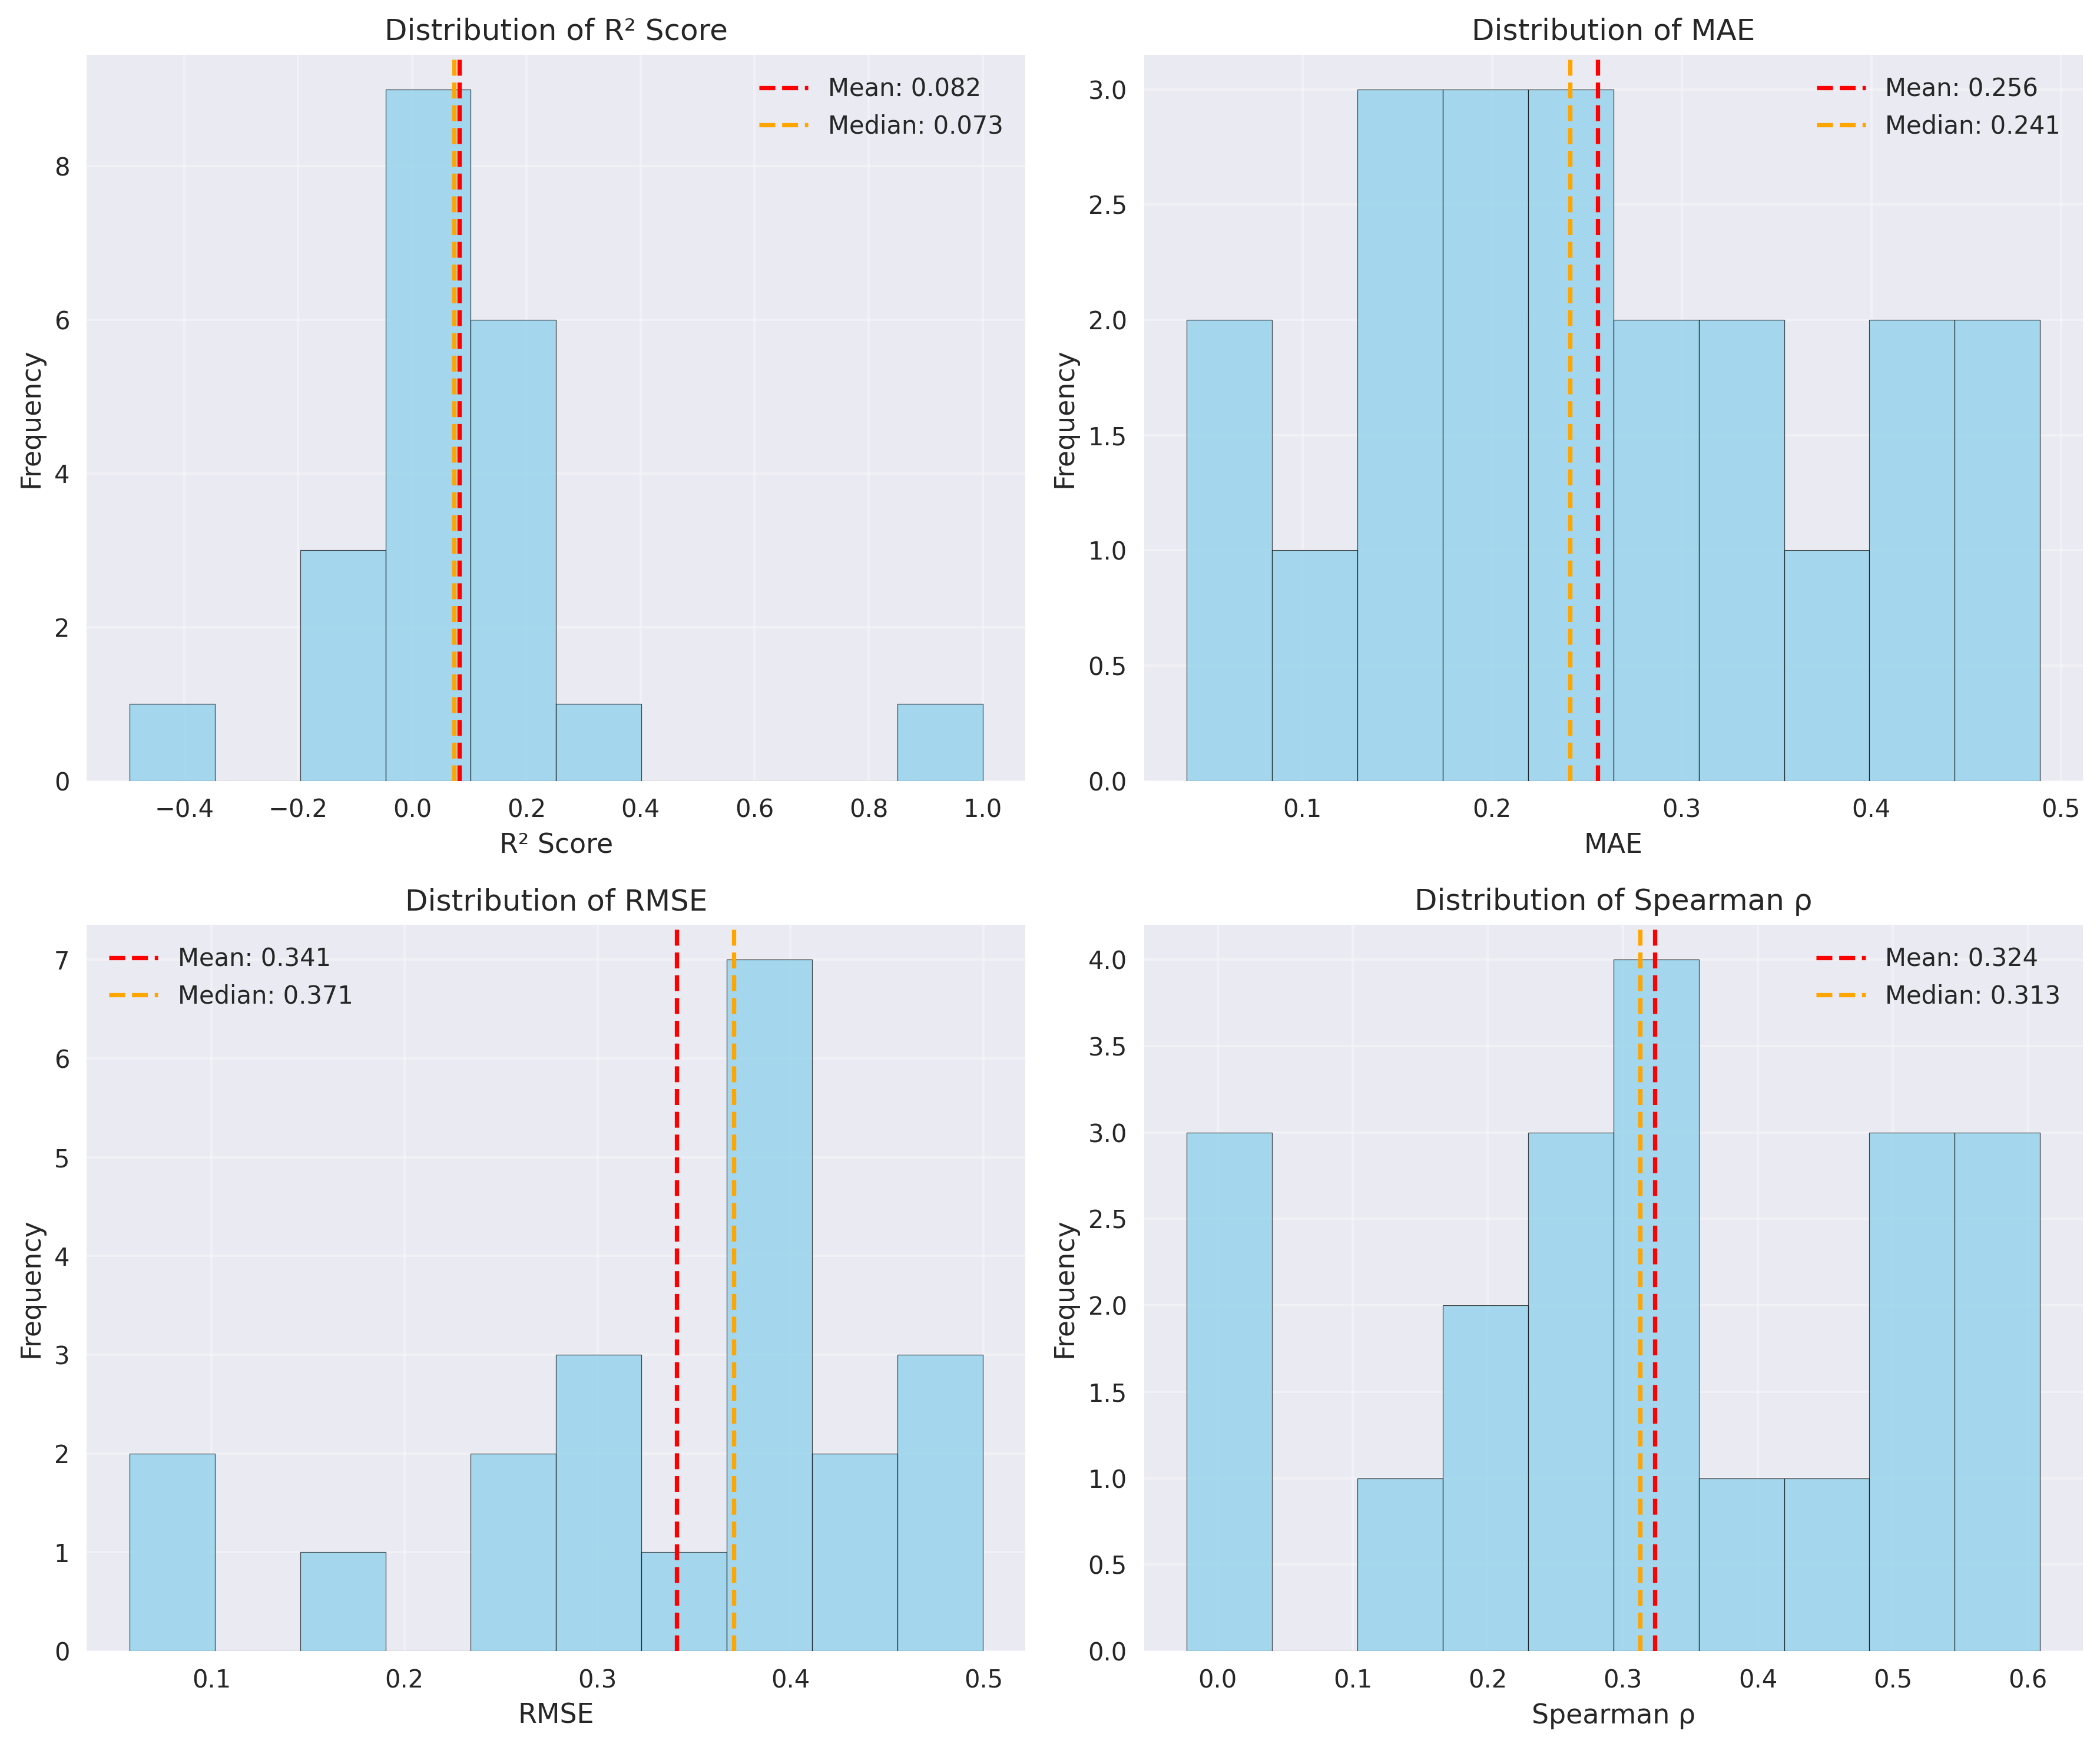 Distribution of R² Score
Mean: 0.082
Median: 0.073
Frequency
8
6
4
2
0
−0.4 −0.2 0.0 0.2 0.4 0.6 0.8 1.0
R² Score
Distribution of MAE
Mean: 0.256
Median: 0.241
Frequency
3.0
2.5
2.0
1.5
1.0
0.5
0.0
0.1 0.2 0.3 0.4 0.5
MAE
Distribution of RMSE
Mean: 0.341
Median: 0.371
Frequency
7
6
5
4
3
2
1
0
0.1 0.2 0.3 0.4 0.5
RMSE
Distribution of Spearman ρ
Mean: 0.324
Median: 0.313
Frequency
4.0
3.5
3.0
2.5
2.0
1.5
1.0
0.5
0.0
0.0 0.1 0.2 0.3 0.4 0.5 0.6
Spearman ρ